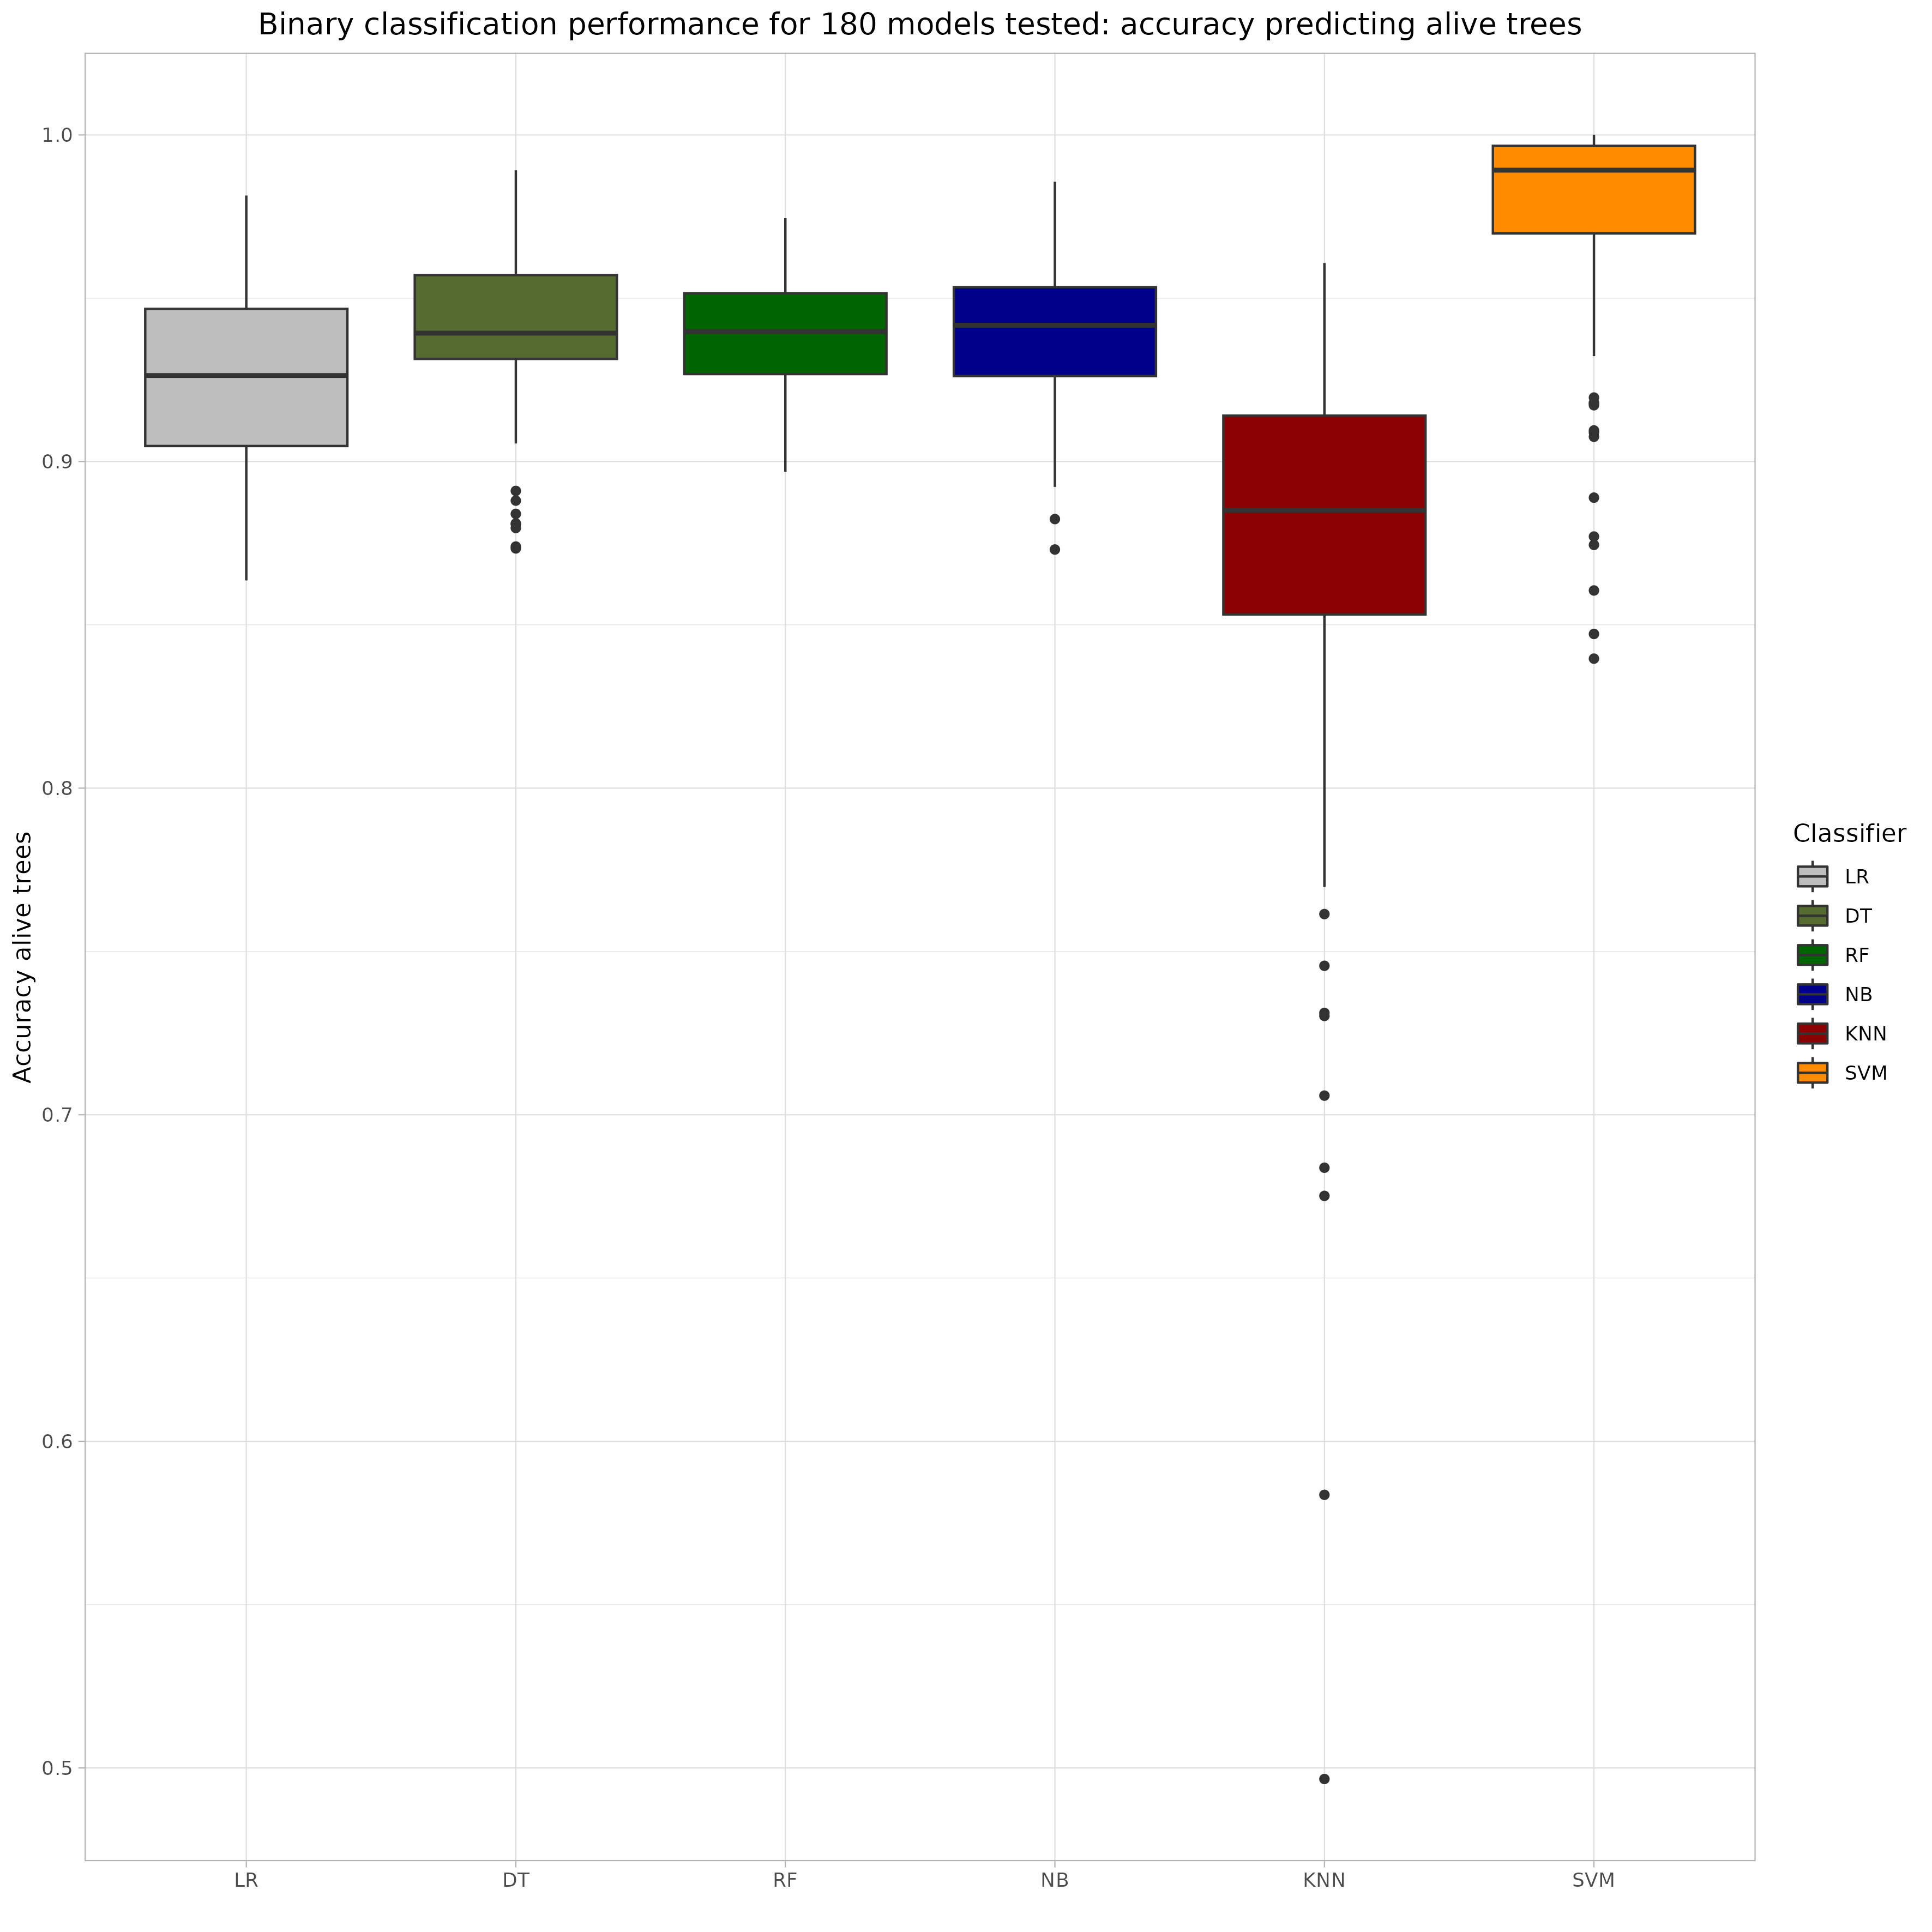 Binary classification performance for 180 models tested: accuracy predicting alive trees
1.0
0.9
0.8
0.7
0.6
0.5
Accuracy alive trees
LR
DT
RF
NB
KNN
SVM
Classifier
LR
DT
RF
NB
KNN
SVM